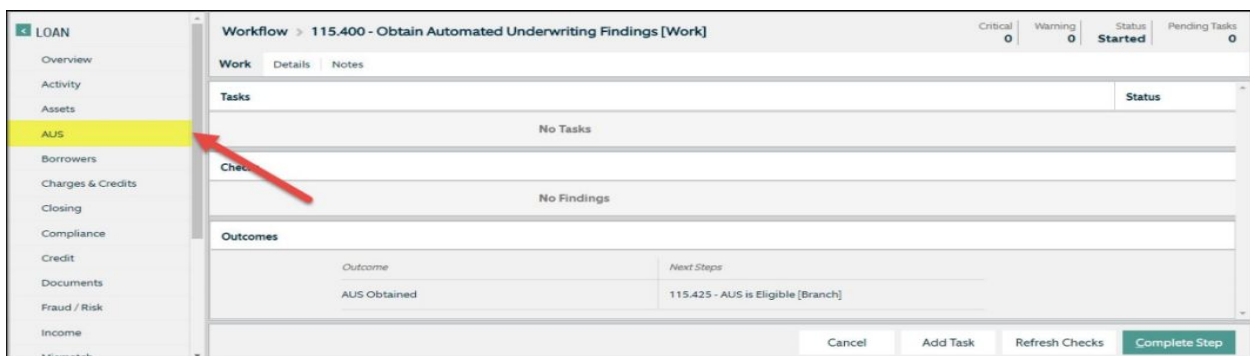 LOAN
Overview
Activity
Assets
AUS
Borrowers
Charges & Credits
Closing
Compliance
Credit
Documents
Fraud / Risk
Income
Workflow > 115.400 - Obtain Automated Underwriting Findings [Work]
Critical 0
Warning 0
Status Started
Pending Tasks 0
Work Details Notes
Tasks Status
No Tasks
No Findings
Outcomes
Outcome Next Steps
AUS Obtained 115.425 - AUS is Eligible [Branch]
Cancel Add Task Refresh Checks Complete Step